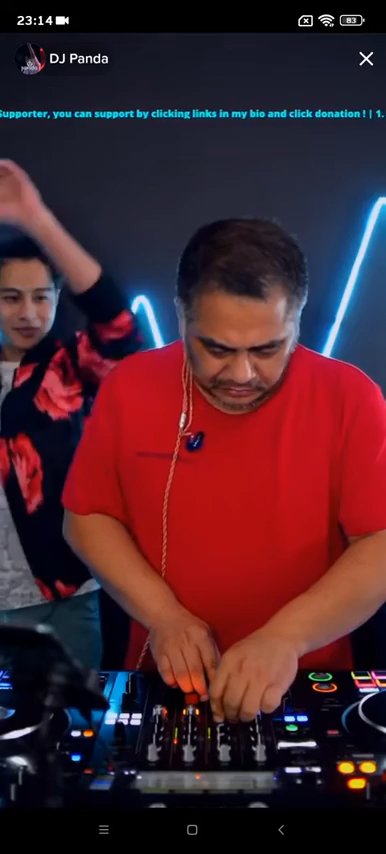 23:14
83
DJ Panda
Supporter, you can support by clicking links in my bio and click donation ! | 1.